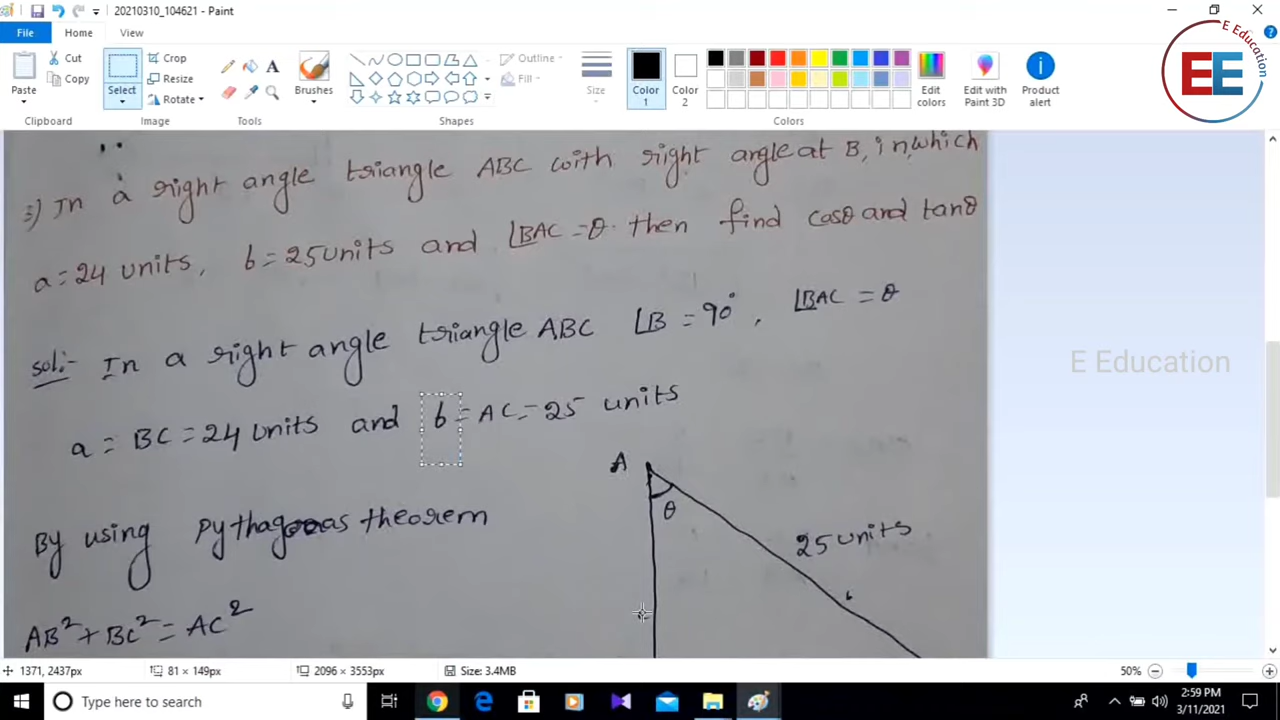 20210310_104621 - Paint
File Home View
Paste Cut Copy Select Crop Resize Rotate A Brushes Outline Fill Size Color 1 Color 2 Edit colors Edit with Paint 3D Product alert
Clipboard Image Tools Shapes Colors
E Education
EE
3) In a right angle triangle ABC with right angle at B, in which
a=24 units, b=25 units and ∠BAC=θ. then find cosθ and tanθ
sol:- In a right angle triangle ABC ∠B = 90°, ∠BAC = θ
E Education
a = BC = 24 units and b = AC = 25 units
A
θ
25 units
By using Pythagoras theorem
AB² + BC² = AC²
1371, 2437px 81 × 149px 2096 × 3553px Size: 3.4MB 50%
Type here to search
2:59 PM
3/11/2021